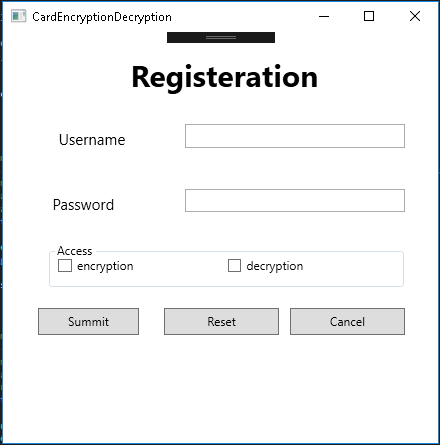 CardEncryptionDecryption
Registeration
Username
Password
Access
encryption decryption
Summit Reset Cancel